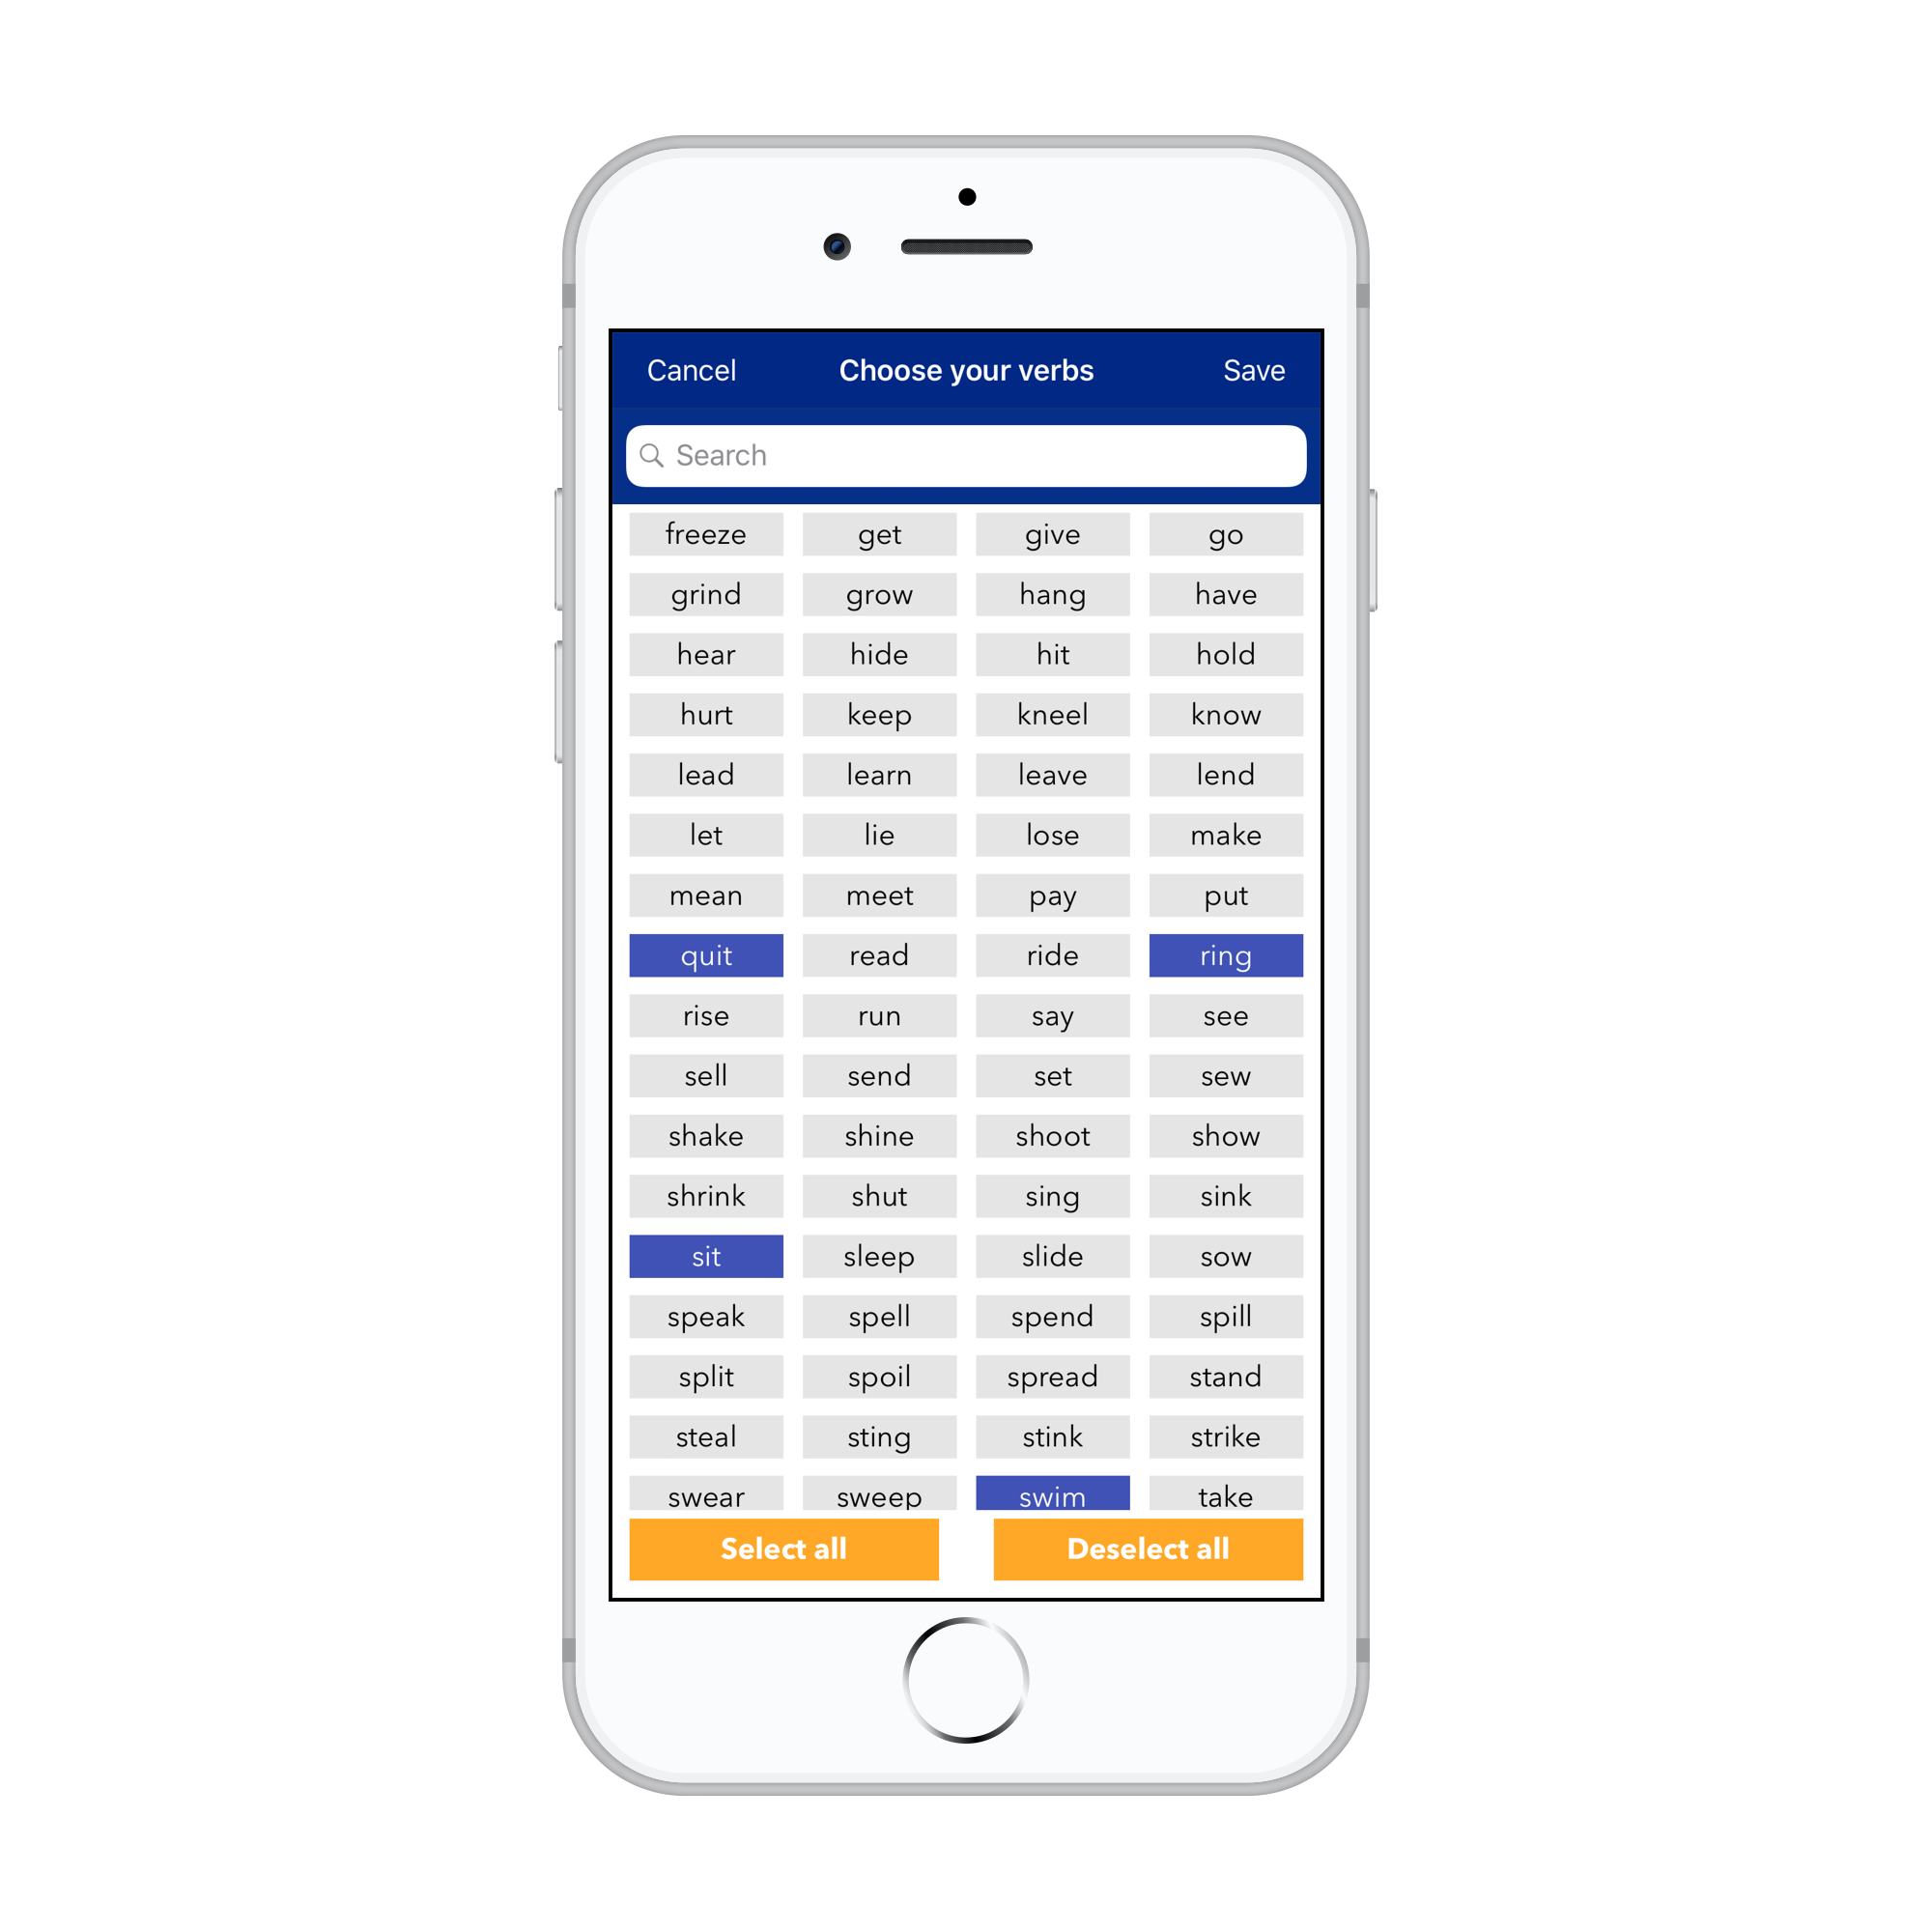 Cancel Choose your verbs Save
Search
freeze get give go
grind grow hang have
hear hide hit hold
hurt keep kneel know
lead learn leave lend
let lie lose make
mean meet pay put
quit read ride ring
rise run say see
sell send set sew
shake shine shoot show
shrink shut sing sink
sit sleep slide sow
speak spell spend spill
split spoil spread stand
steal sting stink strike
swear sweep swim take
Select all Deselect all